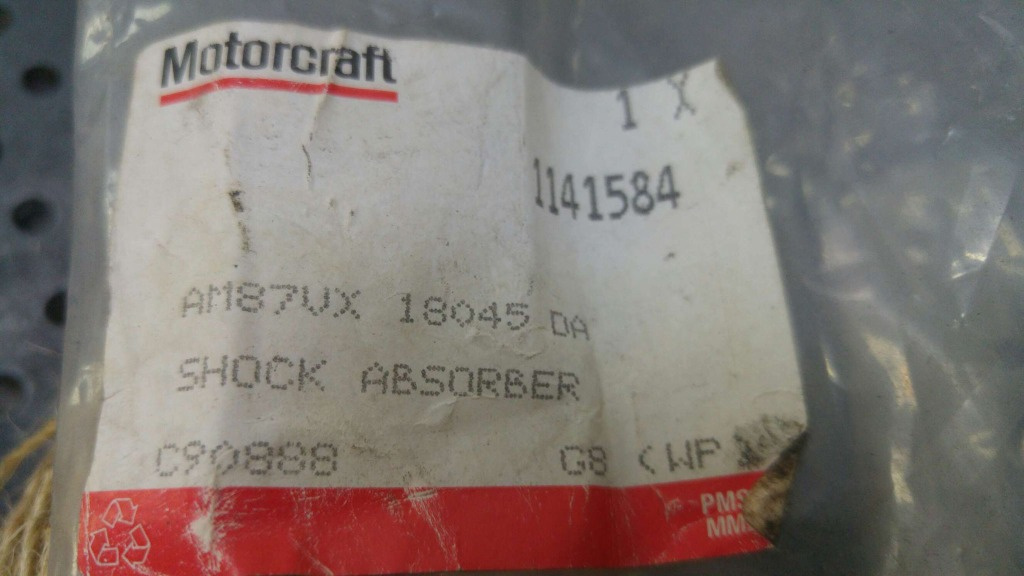 Motorcraft
1 X
1141584
AM87VX 18045 DA
SHOCK ABSORBER
C90888 G8 (WP